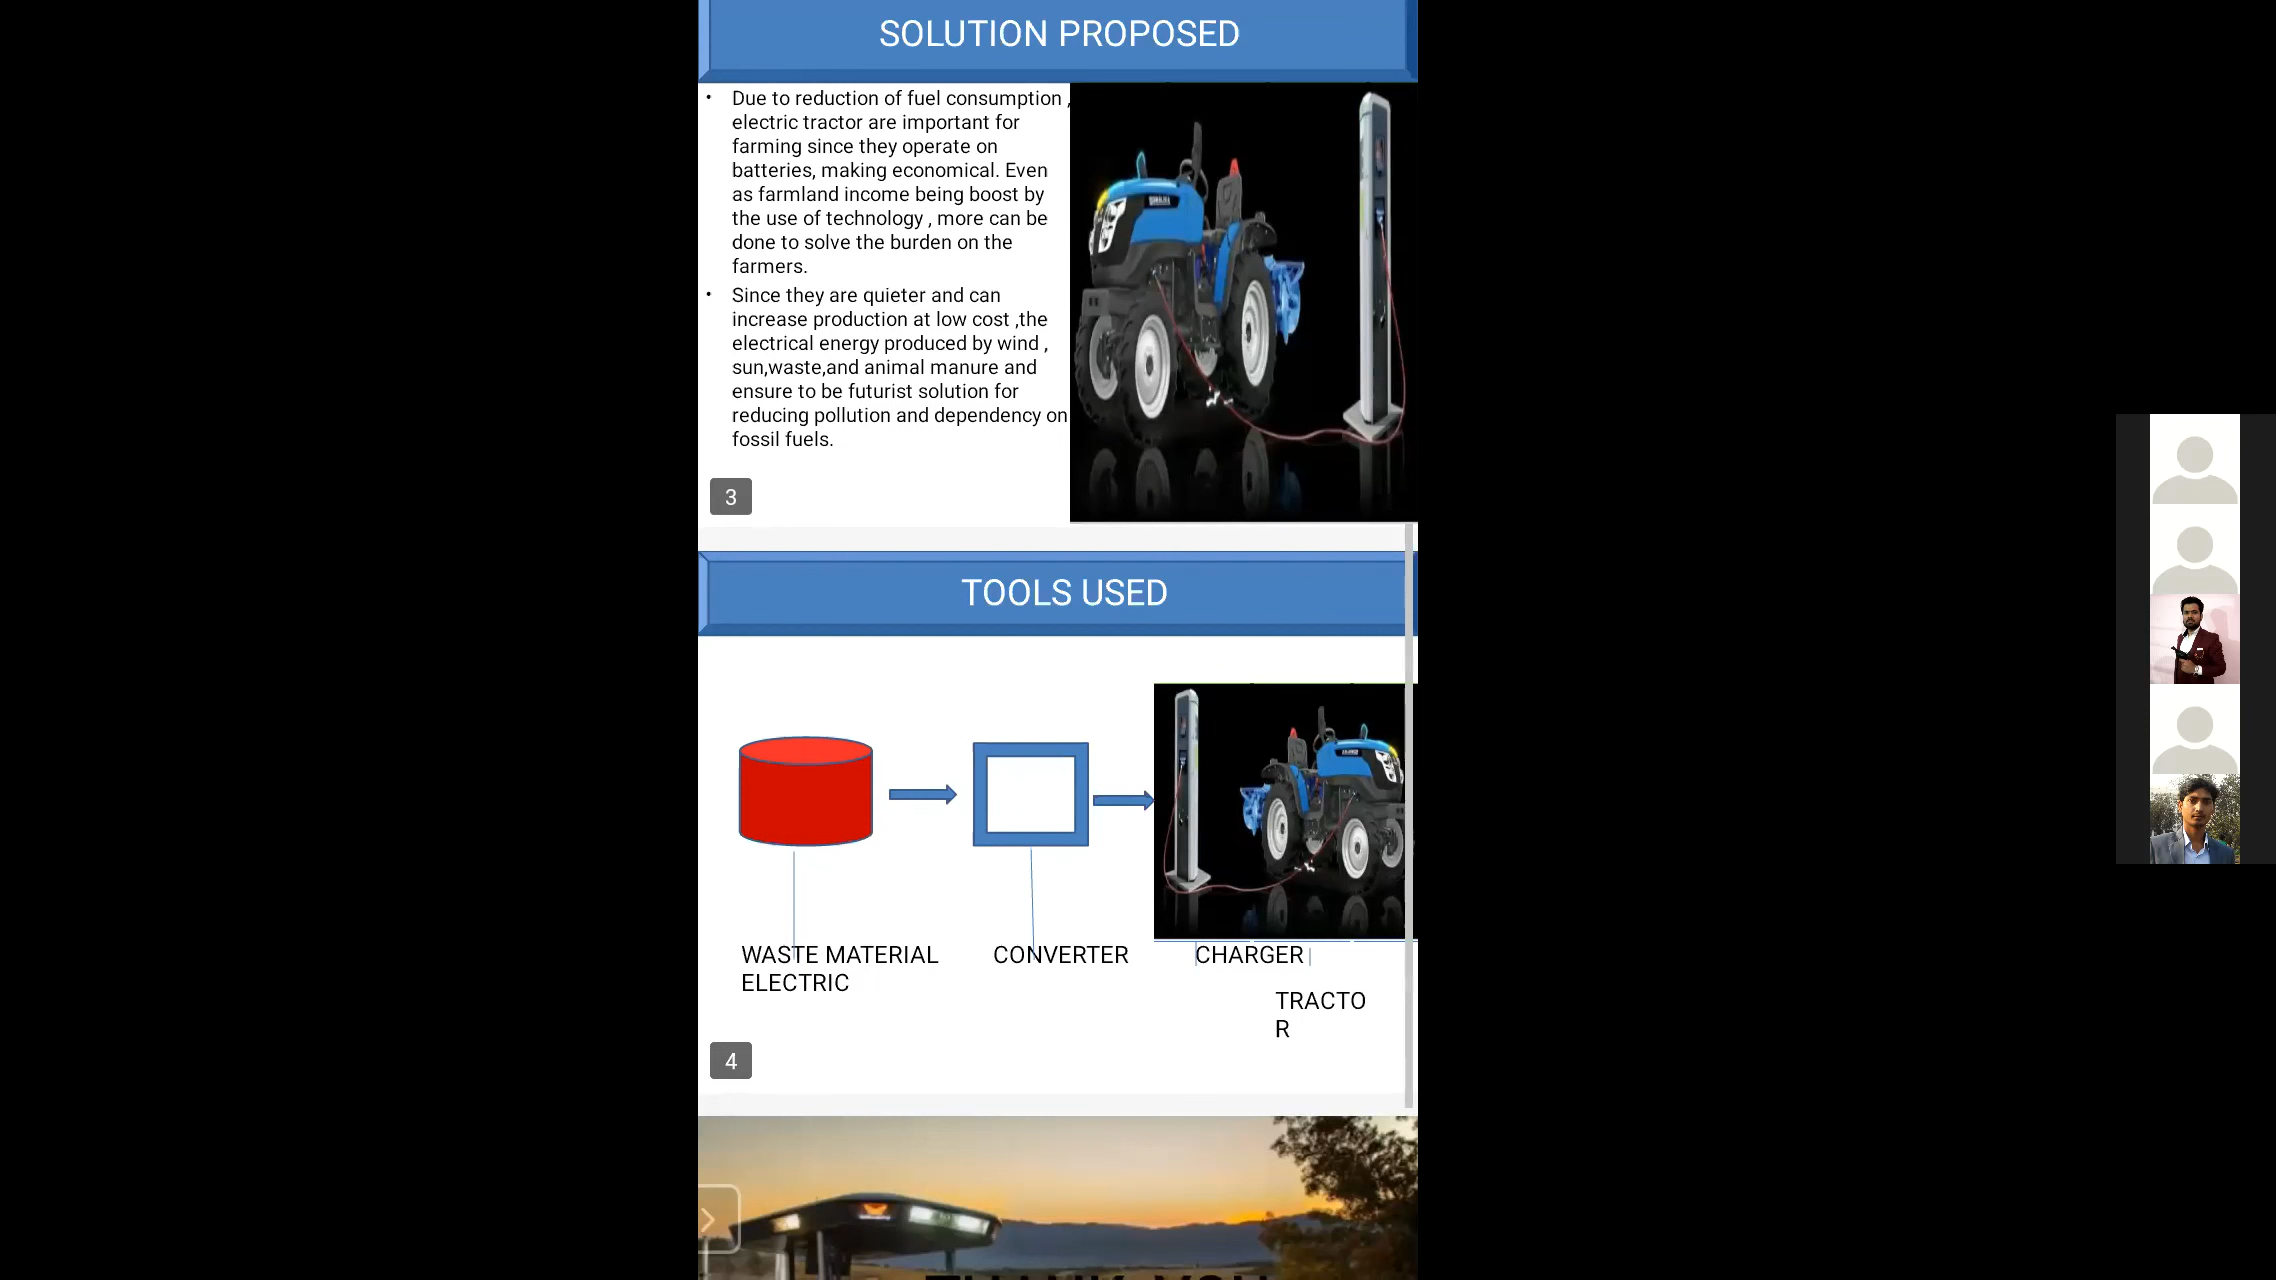 SOLUTION PROPOSED
• Due to reduction of fuel consumption ,
electric tractor are important for
farming since they operate on
batteries, making economical. Even
as farmland income being boost by
the use of technology , more can be
done to solve the burden on the
farmers.
• Since they are quieter and can
increase production at low cost ,the
electrical energy produced by wind ,
sun,waste,and animal manure and
ensure to be futurist solution for
reducing pollution and dependency on
fossil fuels.
3
TOOLS USED
WASTE MATERIAL CONVERTER CHARGER
ELECTRIC
TRACTO
R
4
THANK YOU